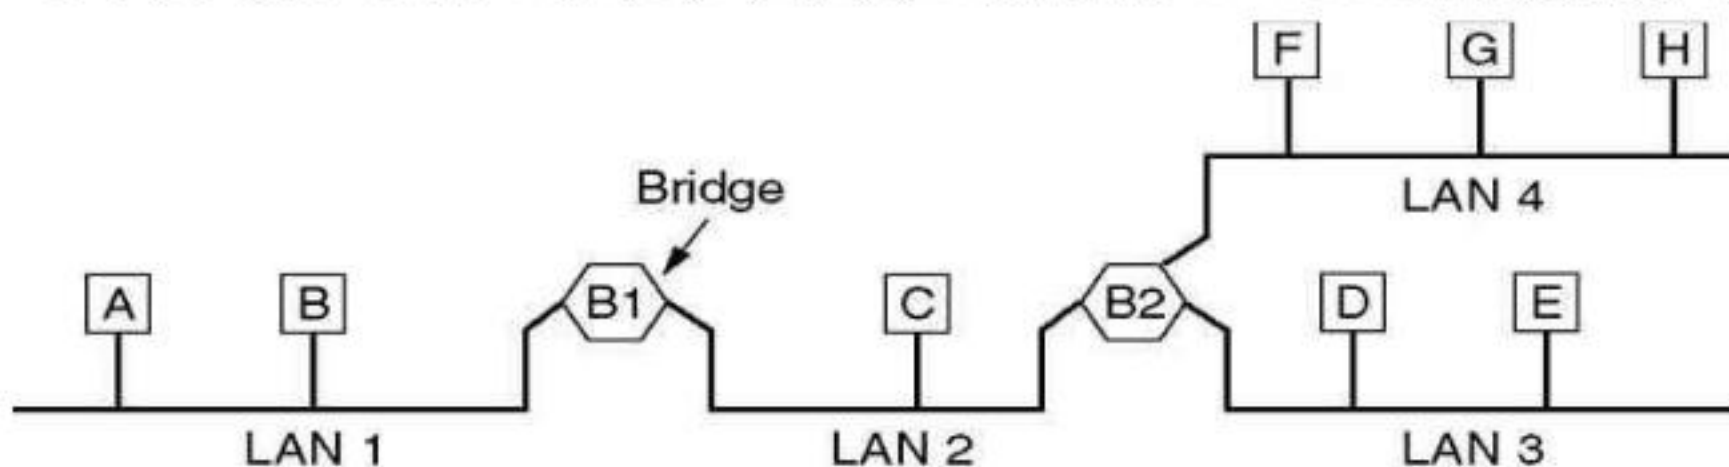 F G H
LAN 4
Bridge
A B B1 C B2 D E
LAN 1 LAN 2 LAN 3